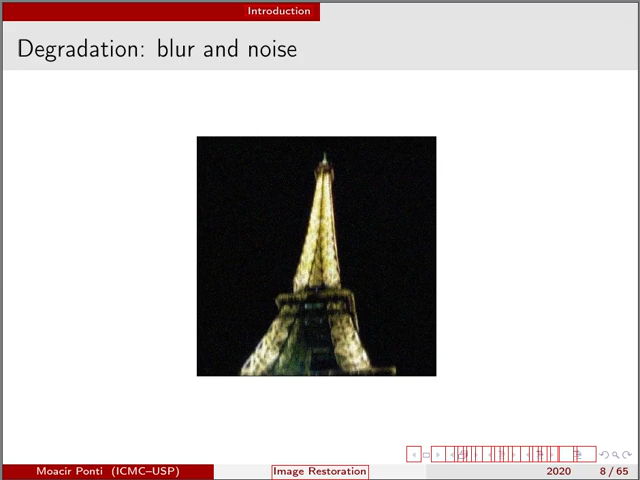 Introduction
Degradation: blur and noise
Moacir Ponti (ICMC–USP)
Image Restoration
2020
8 / 65